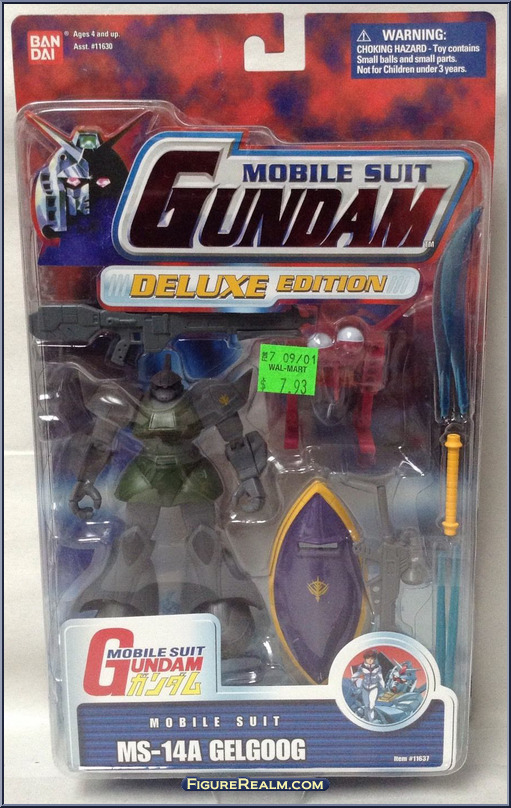 BAN
DAI
®
Ages 4 and up.
Asst. #11630
WARNING:
CHOKING HAZARD - Toy contains
Small balls and small parts.
Not for Children under 3 years.
MOBILE SUIT
GUNDAM™
DELUXE EDITION
7 09/01
WAL-MART
$ 7.93
MOBILE SUIT
GUNDAM
ガンダム
MOBILE SUIT
MS-14A GELGOOG
Item #11637
FIGUREREALM.COM